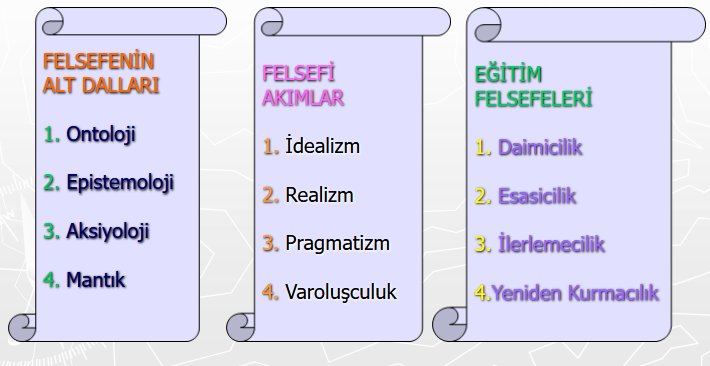 FELSEFENİN
ALT DALLARI
1. Ontoloji
2. Epistemoloji
3. Aksiyoloji
4. Mantık
FELSEFİ
AKIMLAR
1. İdealizm
2. Realizm
3. Pragmatizm
4. Varoluşculuk
EĞİTİM
FELSEFELERİ
1. Daimicilik
2. Esasicilik
3. İlerlemecilik
4.Yeniden Kurmacılık